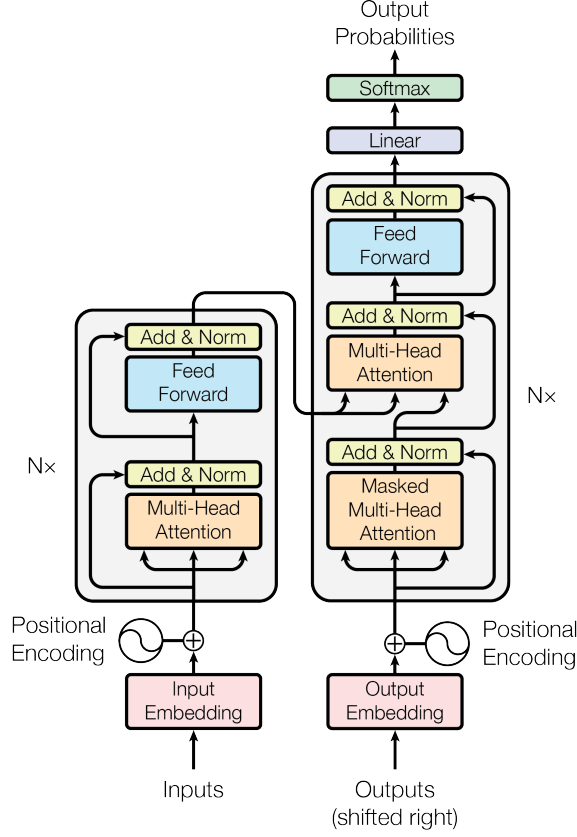 Output
Probabilities
Softmax
Linear
Add & Norm
Feed
Forward
Add & Norm
Multi-Head
Attention
Add & Norm
Masked
Multi-Head
Attention
N×
Add & Norm
Feed
Forward
Add & Norm
Multi-Head
Attention
N×
Positional
Encoding
Positional
Encoding
Input
Embedding
Output
Embedding
Inputs
Outputs
(shifted right)